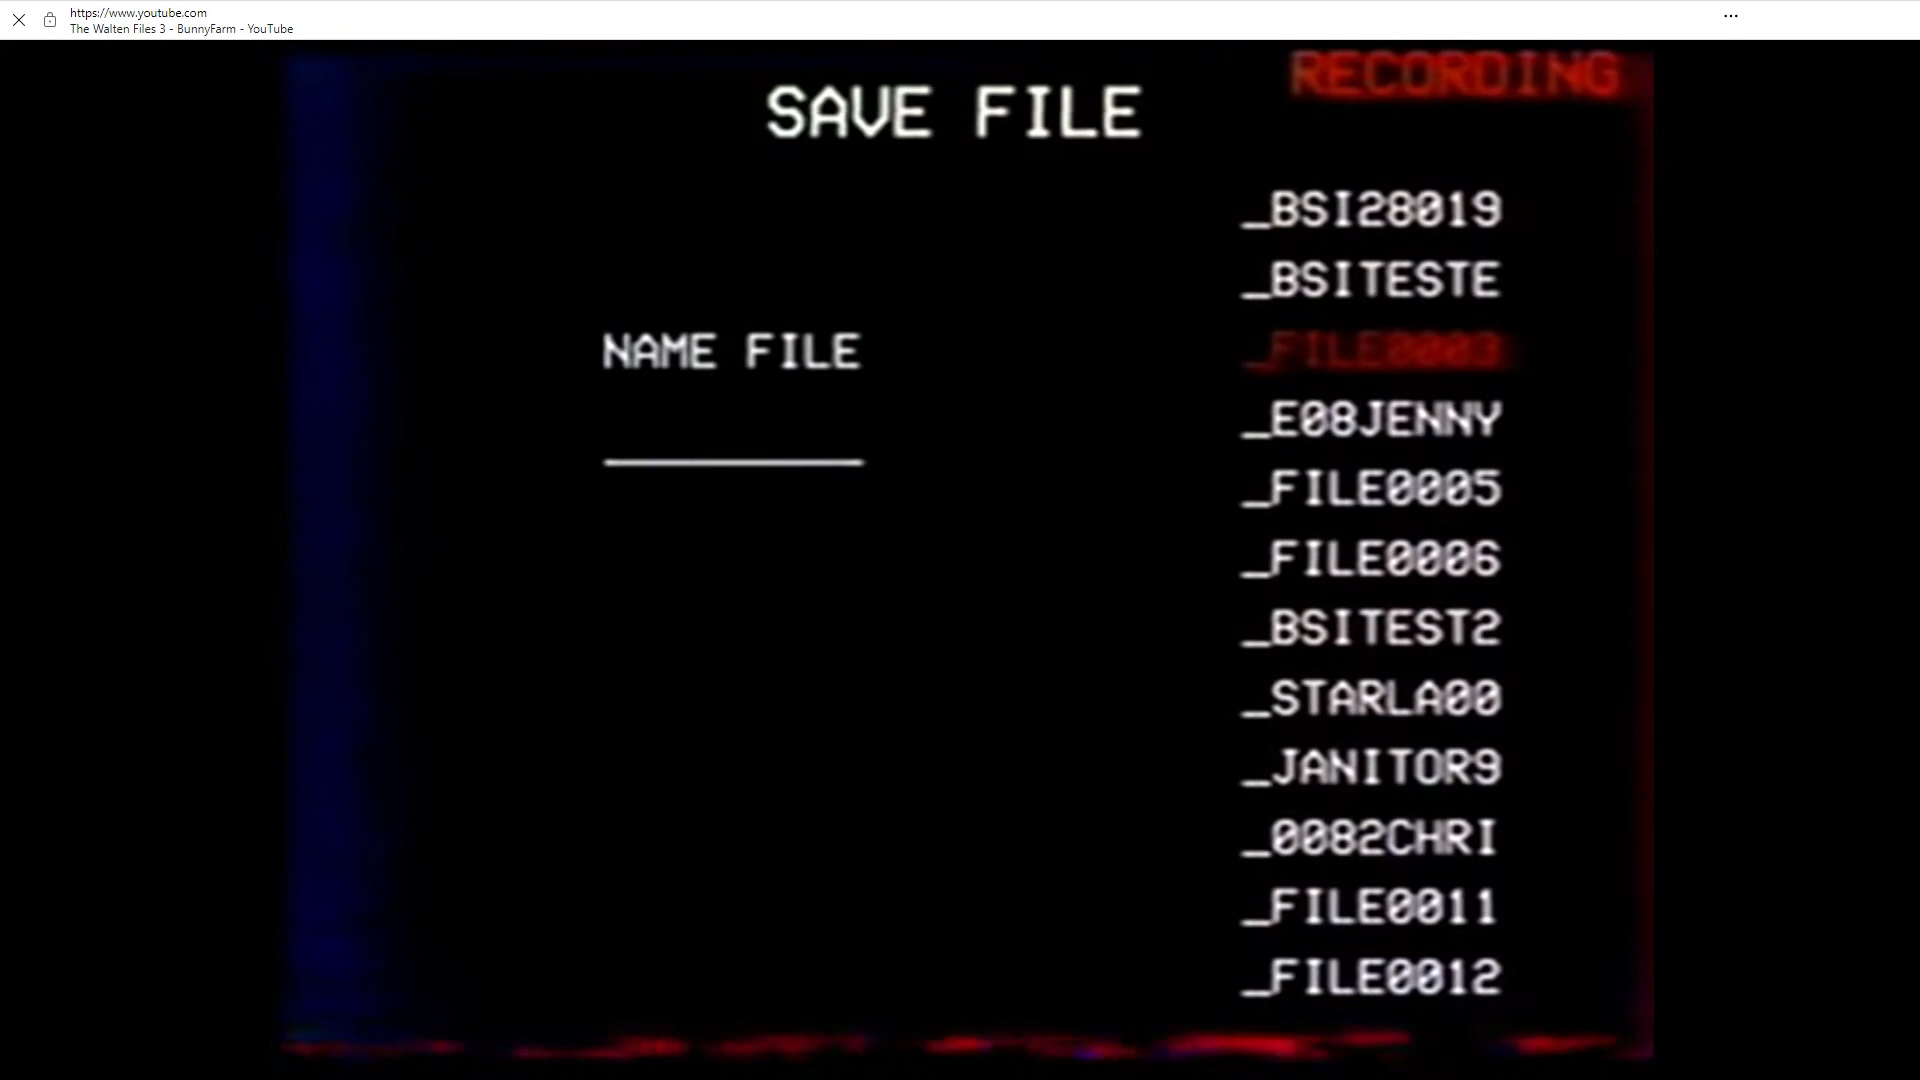 https://www.youtube.com
The Walten Files 3 - BunnyFarm - YouTube
...
RECORDING
SAVE FILE
_BSI28019
_BSITESTE
NAME FILE
_FILE0003
_E08JENNY
_FILE0005
_FILE0006
_BSITEST2
_STARLA00
_JANITOR9
_0082CHRI
_FILE0011
_FILE0012